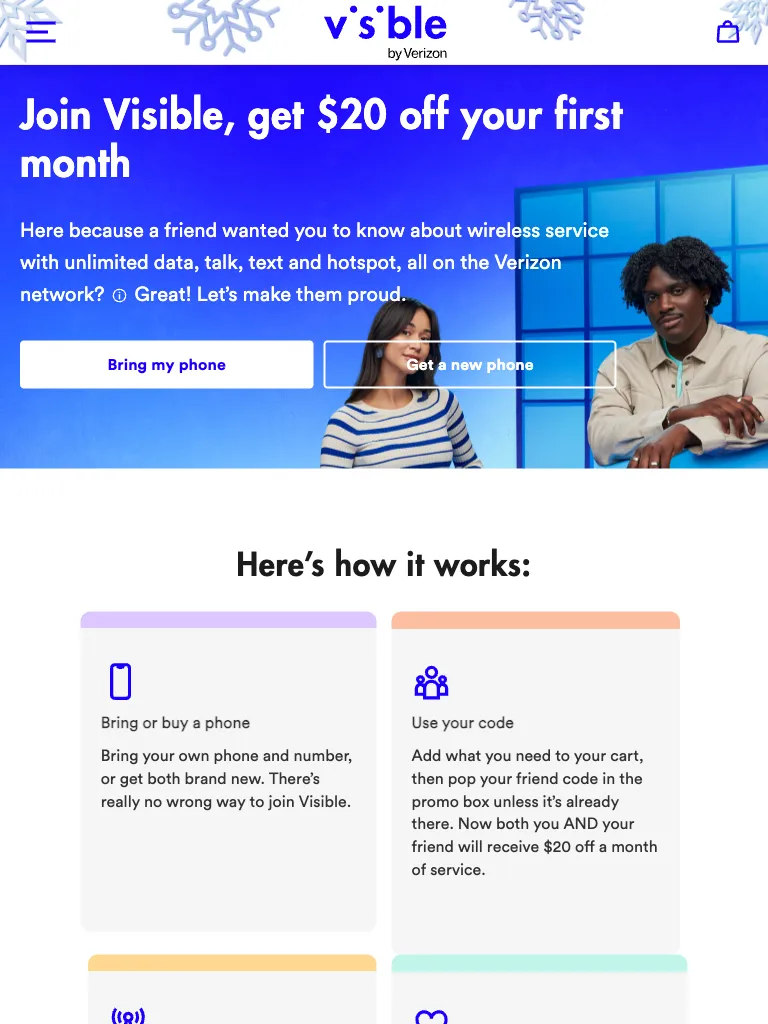 visible
by Verizon
Join Visible, get $20 off your first
month
Here because a friend wanted you to know about wireless service
with unlimited data, talk, text and hotspot, all on the Verizon
network? ⓘ Great! Let’s make them proud.
Bring my phone
Get a new phone
Here’s how it works:
Bring or buy a phone
Bring your own phone and number,
or get both brand new. There’s
really no wrong way to join Visible.
Use your code
Add what you need to your cart,
then pop your friend code in the
promo box unless it’s already
there. Now both you AND your
friend will receive $20 off a month
of service.